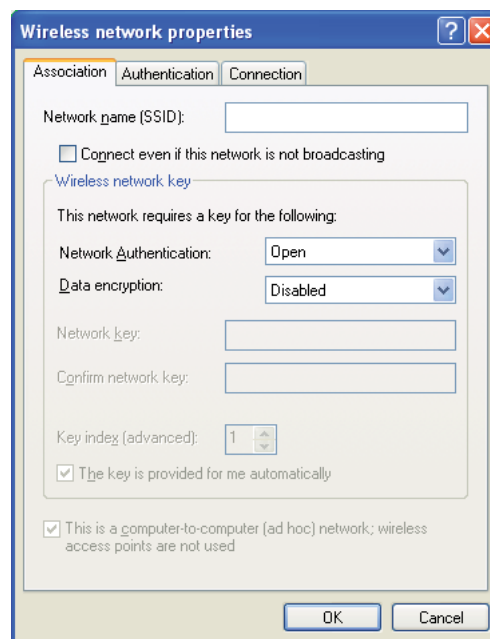 Wireless network properties
Association Authentication Connection
Network name (SSID):
Connect even if this network is not broadcasting
Wireless network key
This network requires a key for the following:
Network Authentication: Open
Data encryption: Disabled
Network key:
Confirm network key:
Key index (advanced): 1
The key is provided for me automatically
This is a computer-to-computer (ad hoc) network; wireless
access points are not used
OK Cancel